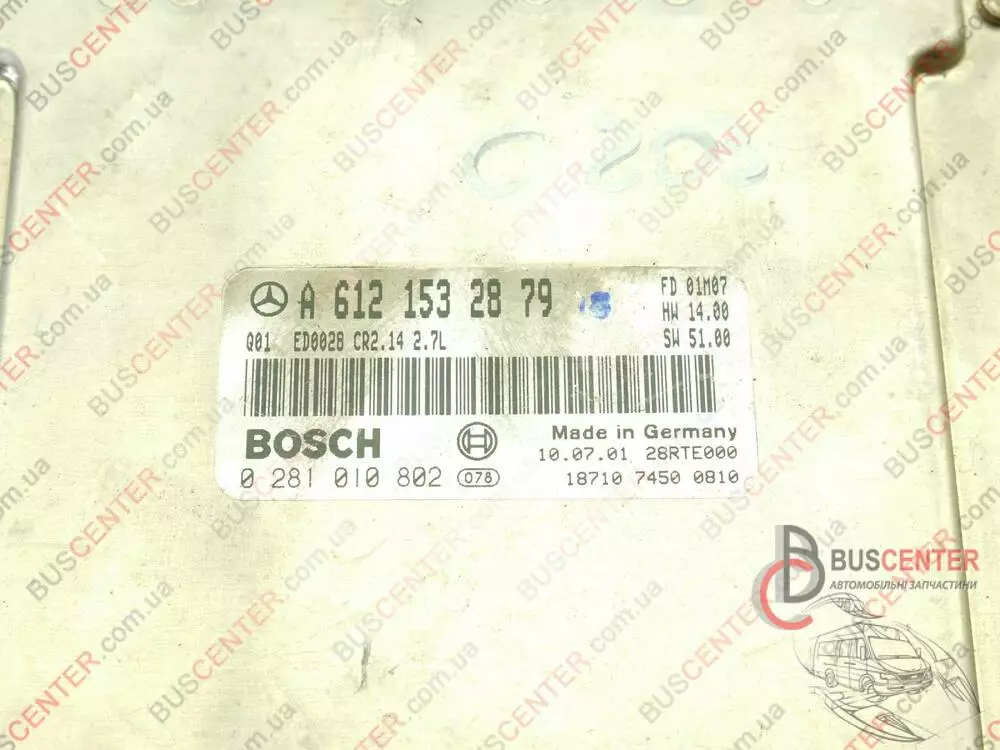 A 612 153 28 79
FD 01M07
HW 14.00
SW 51.00
Q01 ED0028 CR2.14 2.7L
BOSCH
Made in Germany
10.07.01 28RTE000
0 281 010 802 078
18710 7450 0810
BUSCENTER
АВТОМОБІЛЬНІ ЗАПЧАСТИНИ
BUSCENTER.com.ua